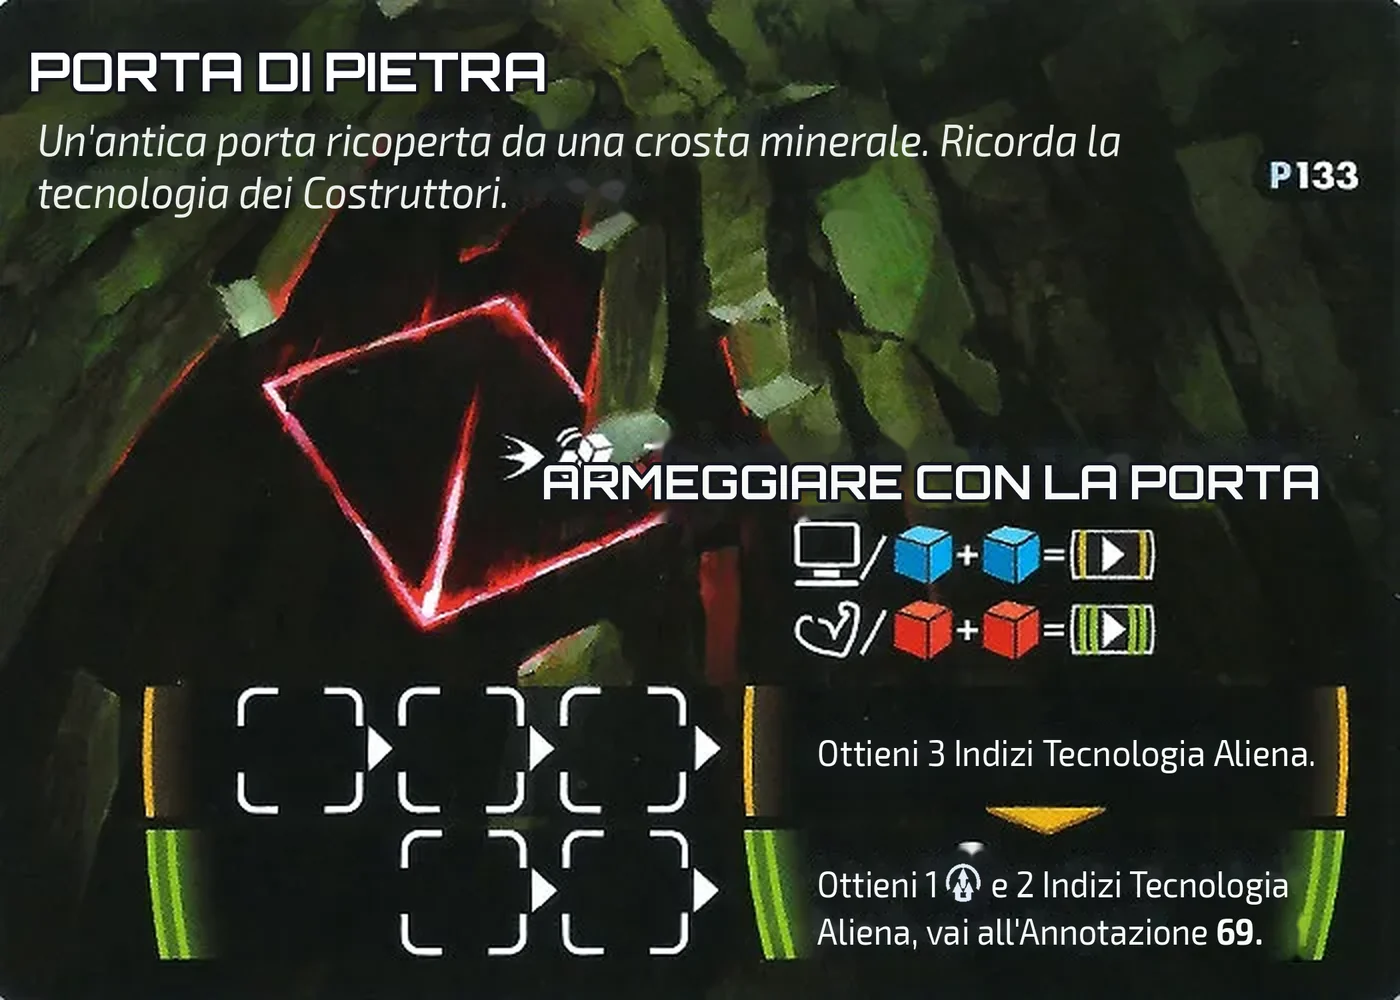 PORTA DI PIETRA
Un'antica porta ricoperta da una crosta minerale. Ricorda la
tecnologia dei Costruttori.
P133
ARMEGGIARE CON LA PORTA
/ + =
/ + =
Ottieni 3 Indizi Tecnologia Aliena.
Ottieni 1 e 2 Indizi Tecnologia
Aliena, vai all'Annotazione 69.